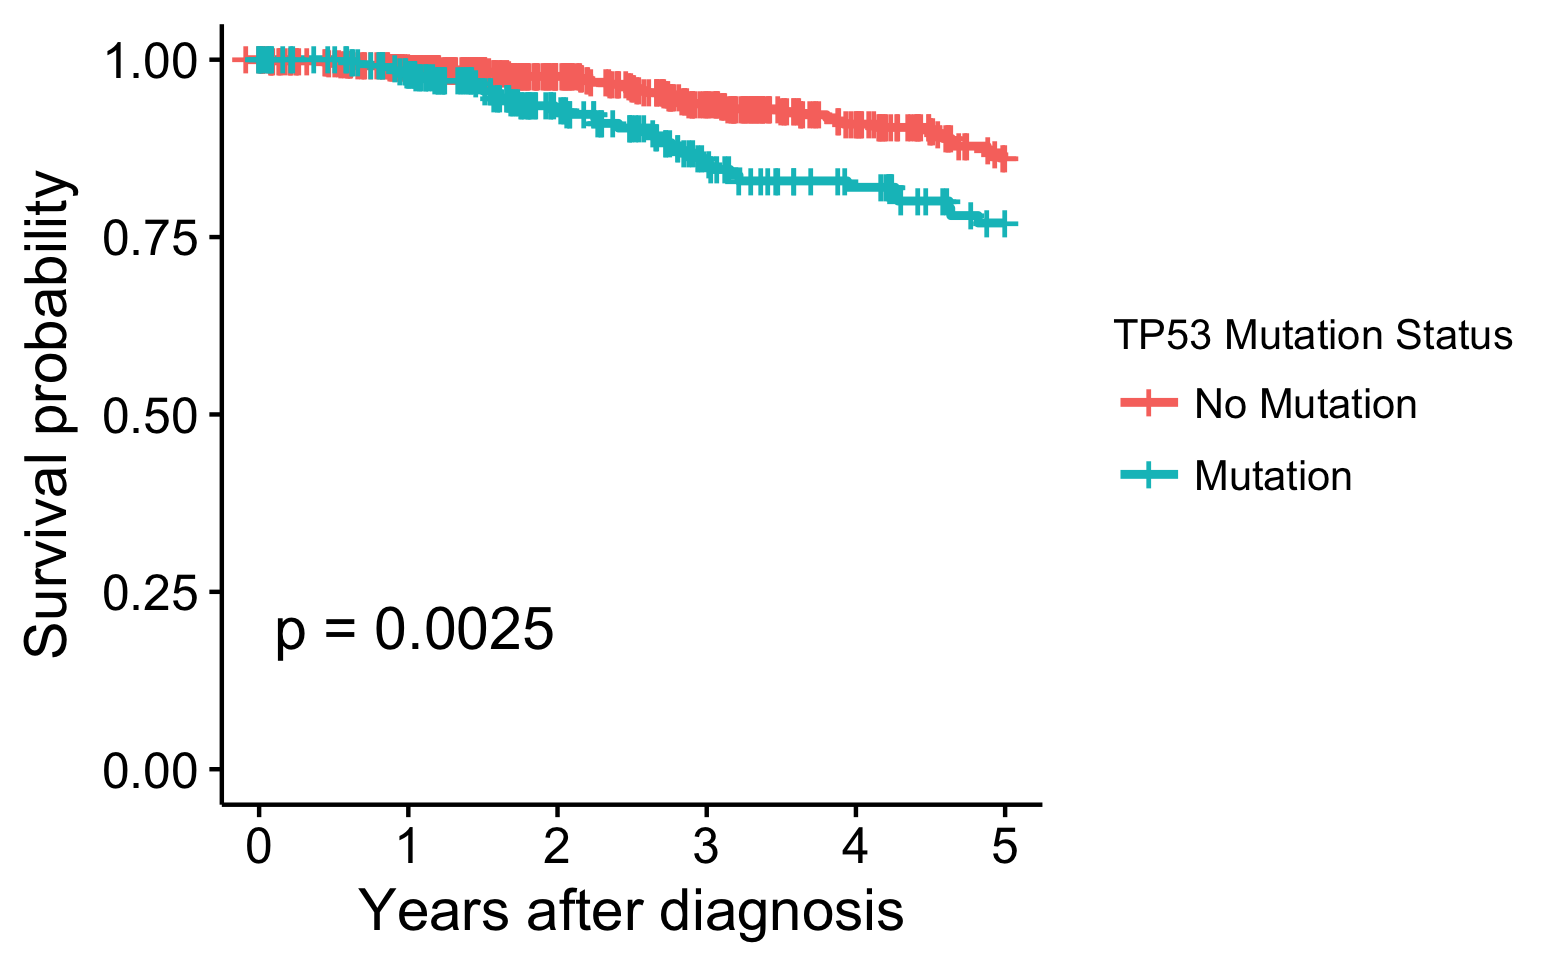 Survival probability
1.00
0.75
0.50
0.25
0.00
p = 0.0025
0 1 2 3 4 5
Years after diagnosis
TP53 Mutation Status
No Mutation
Mutation